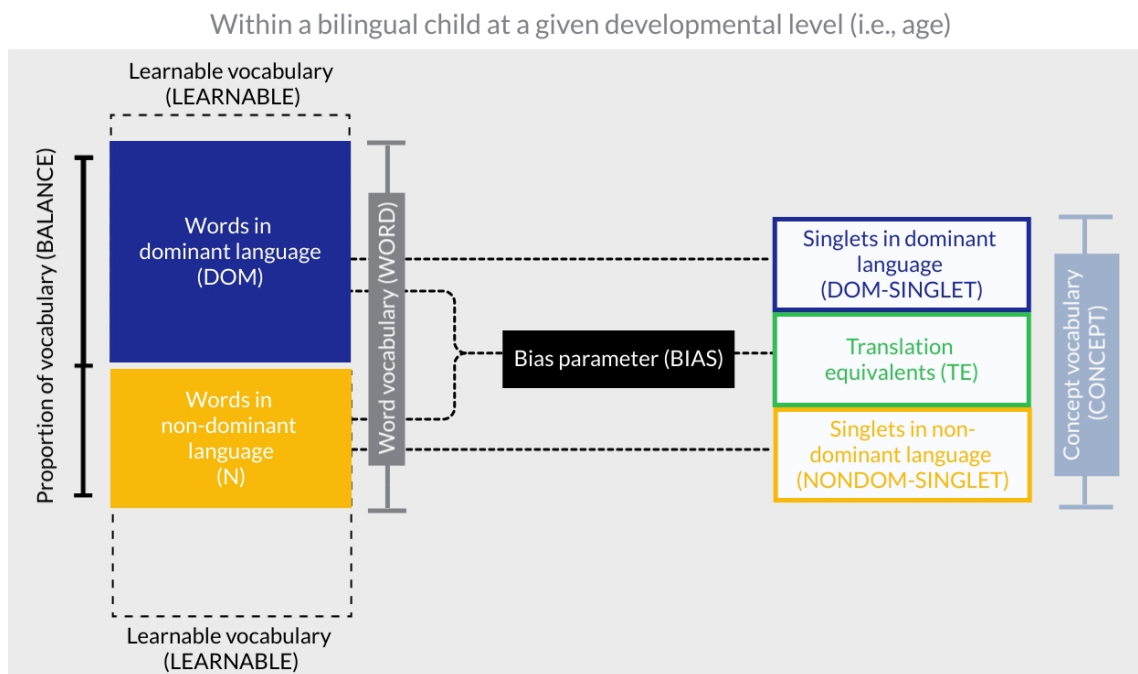 Within a bilingual child at a given developmental level (i.e., age)
Learnable vocabulary
(LEARNABLE)
Proportion of vocabulary (BALANCE)
Words in
dominant language
(DOM)
Words in
non-dominant
language
(N)
Word vocabulary (WORD)
Learnable vocabulary
(LEARNABLE)
Bias parameter (BIAS)
Singlets in dominant
language
(DOM-SINGLET)
Translation
equivalents (TE)
Singlets in non-
dominant language
(NONDOM-SINGLET)
Concept vocabulary
(CONCEPT)